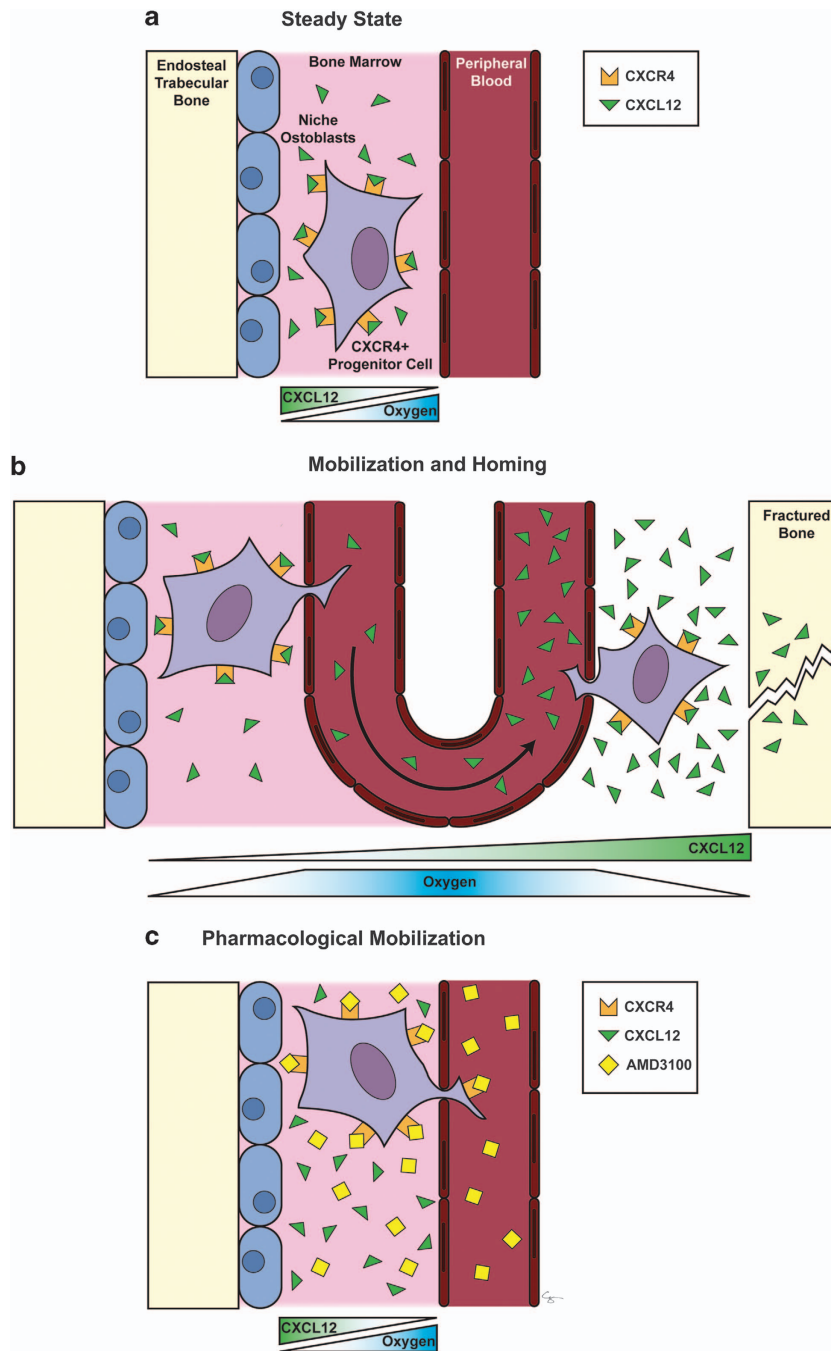 a
Steady State
Endosteal
Trabecular
Bone
Bone Marrow
Niche
Ostoblasts
Peripheral
Blood
CXCR4
CXCL12
CXCR4+
Progenitor Cell
CXCL12
Oxygen
b
Mobilization and Homing
Fractured
Bone
CXCL12
Oxygen
c
Pharmacological Mobilization
CXCR4
CXCL12
AMD3100
CXCL12
Oxygen